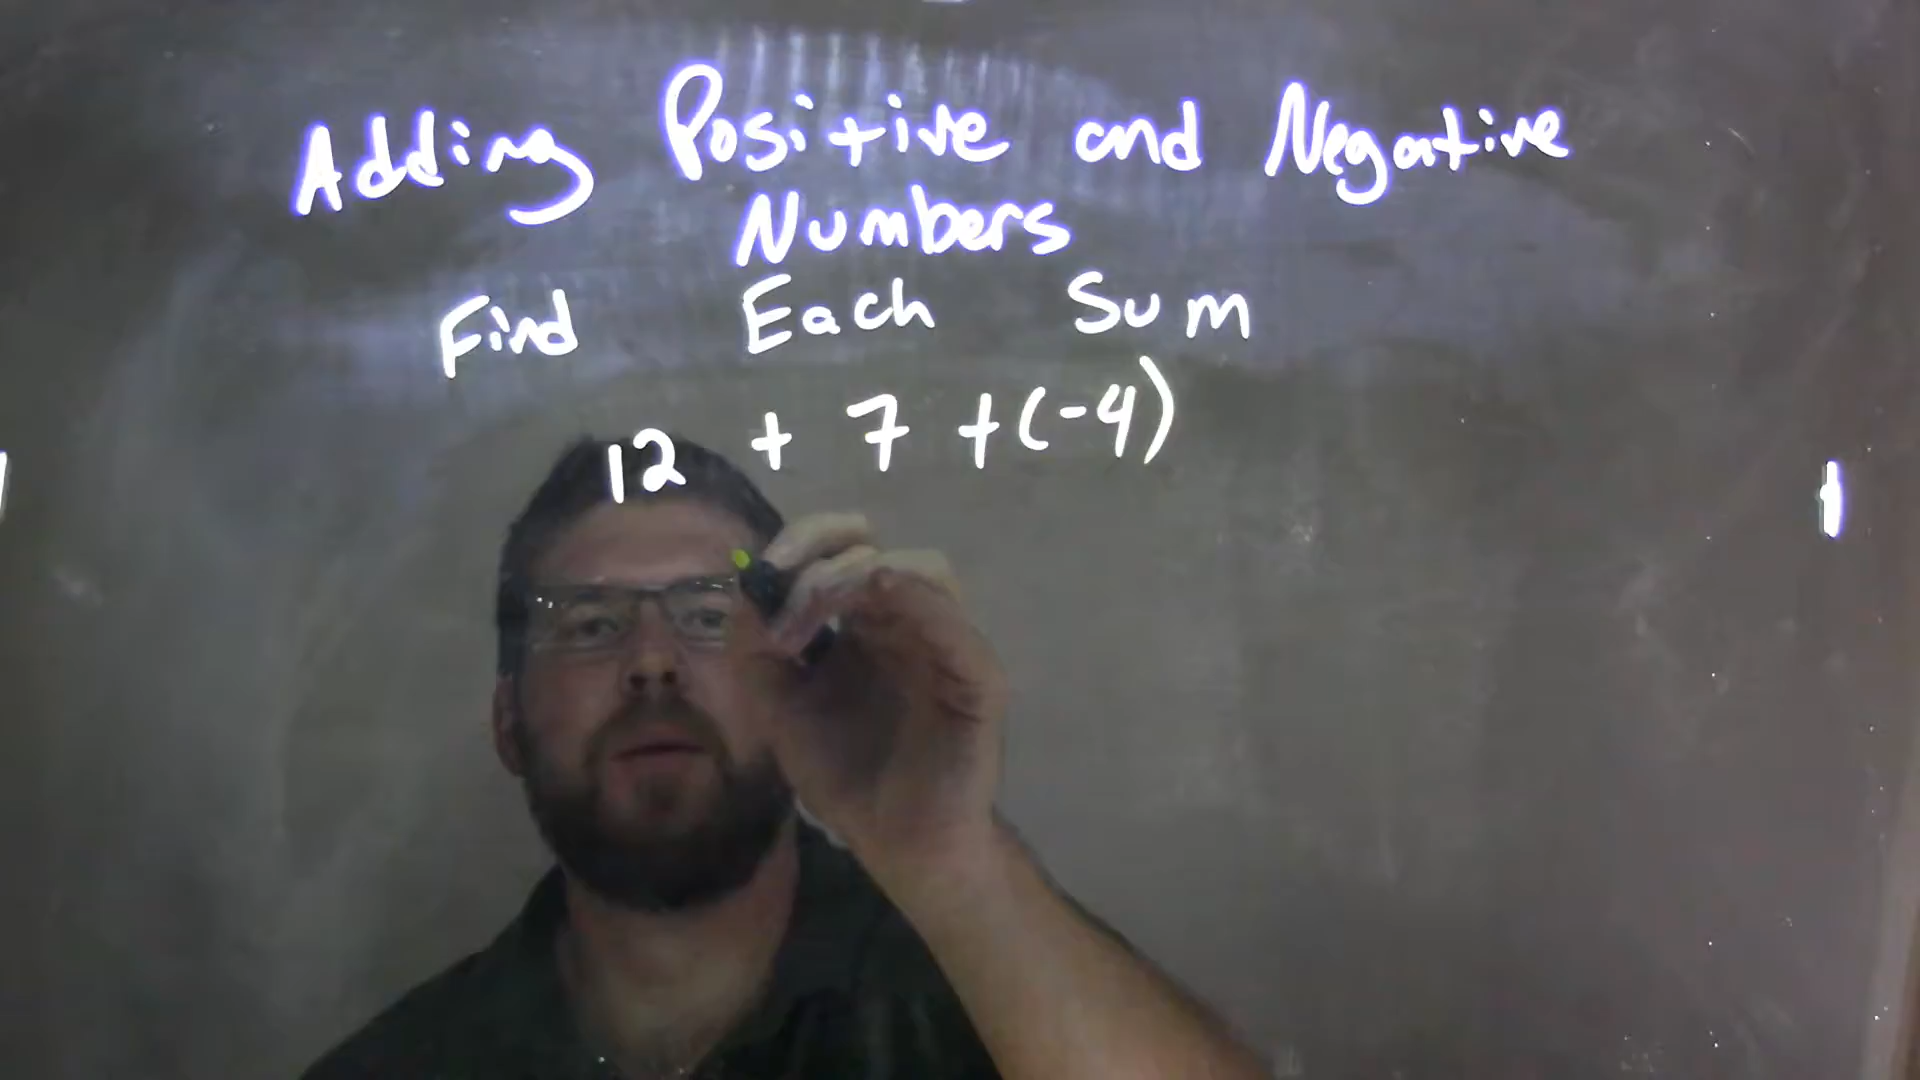 Adding Positive and Negative
Numbers
Find Each Sum
12 + 7 + (-4)